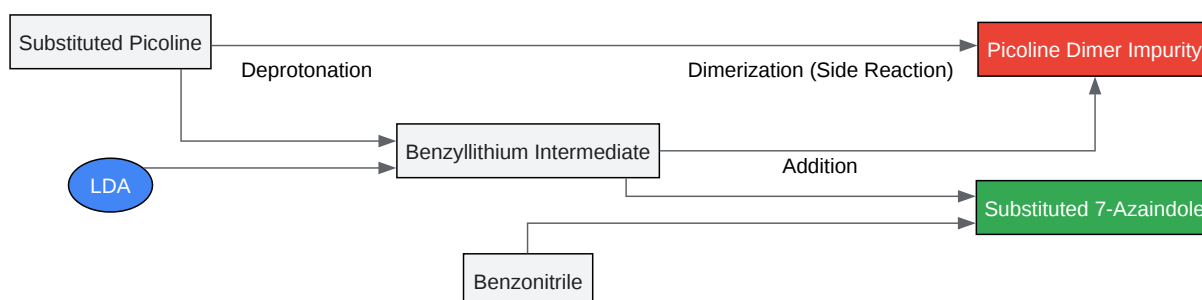 Substituted Picoline
Picoline Dimer Impurity
Deprotonation
Dimerization (Side Reaction)
Benzyllithium Intermediate
Addition
LDA
Substituted 7-Azaindole
Benzonitrile